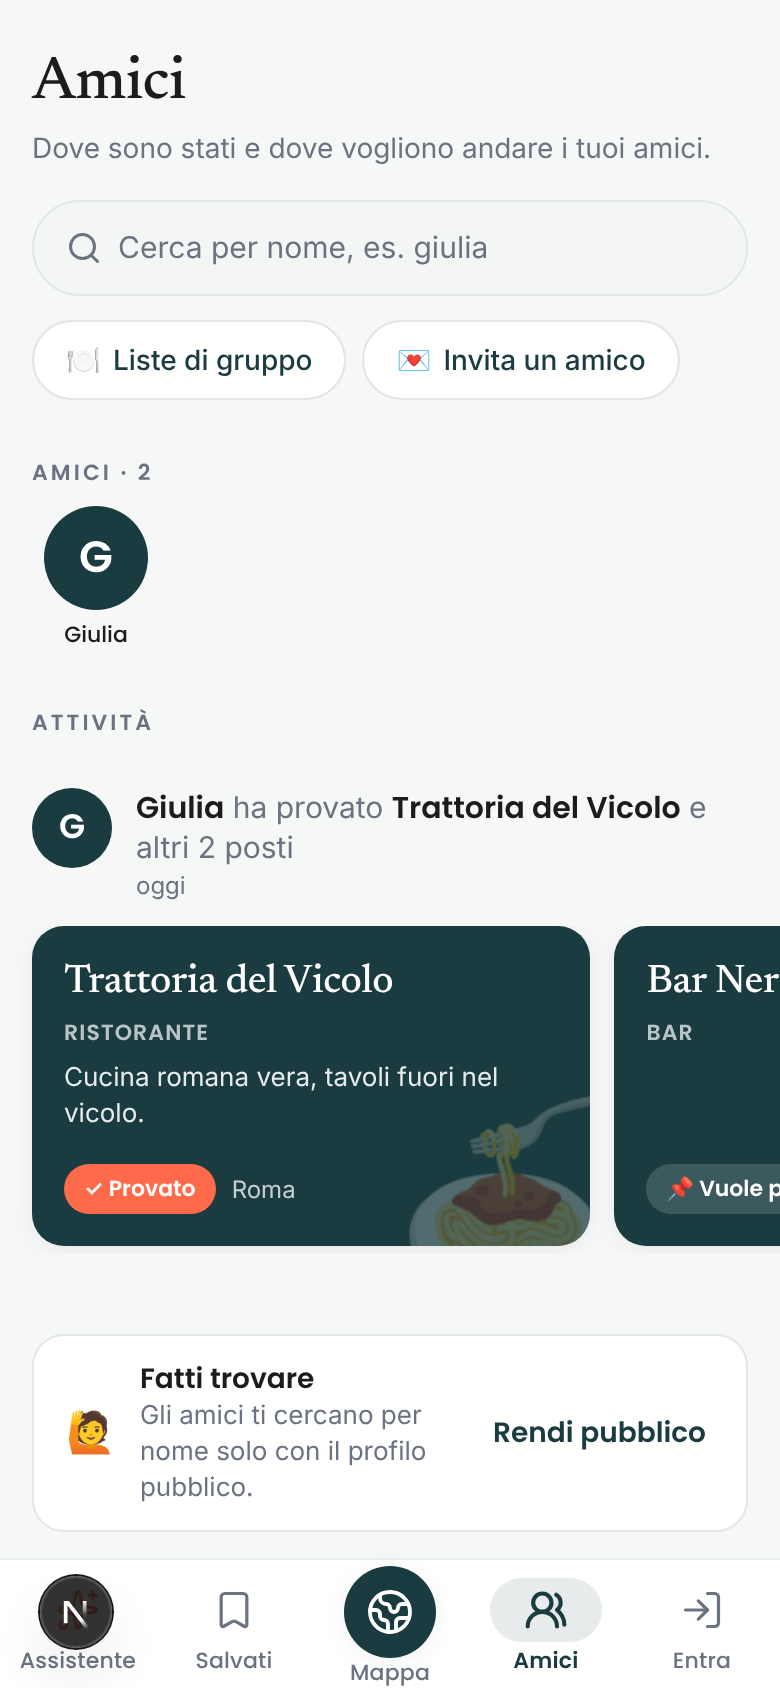 Amici
Dove sono stati e dove vogliono andare i tuoi amici.
Cerca per nome, es. giulia
Liste di gruppo
Invita un amico
AMICI · 2
G
Giulia
ATTIVITÀ
G
Giulia ha provato Trattoria del Vicolo e
altri 2 posti
oggi
Trattoria del Vicolo
RISTORANTE
Cucina romana vera, tavoli fuori nel
vicolo.
✓ Provato
Roma
Bar Ner
BAR
Vuole p
Fatti trovare
Gli amici ti cercano per
nome solo con il profilo
pubblico.
Rendi pubblico
N
Assistente
Salvati
Mappa
Amici
Entra